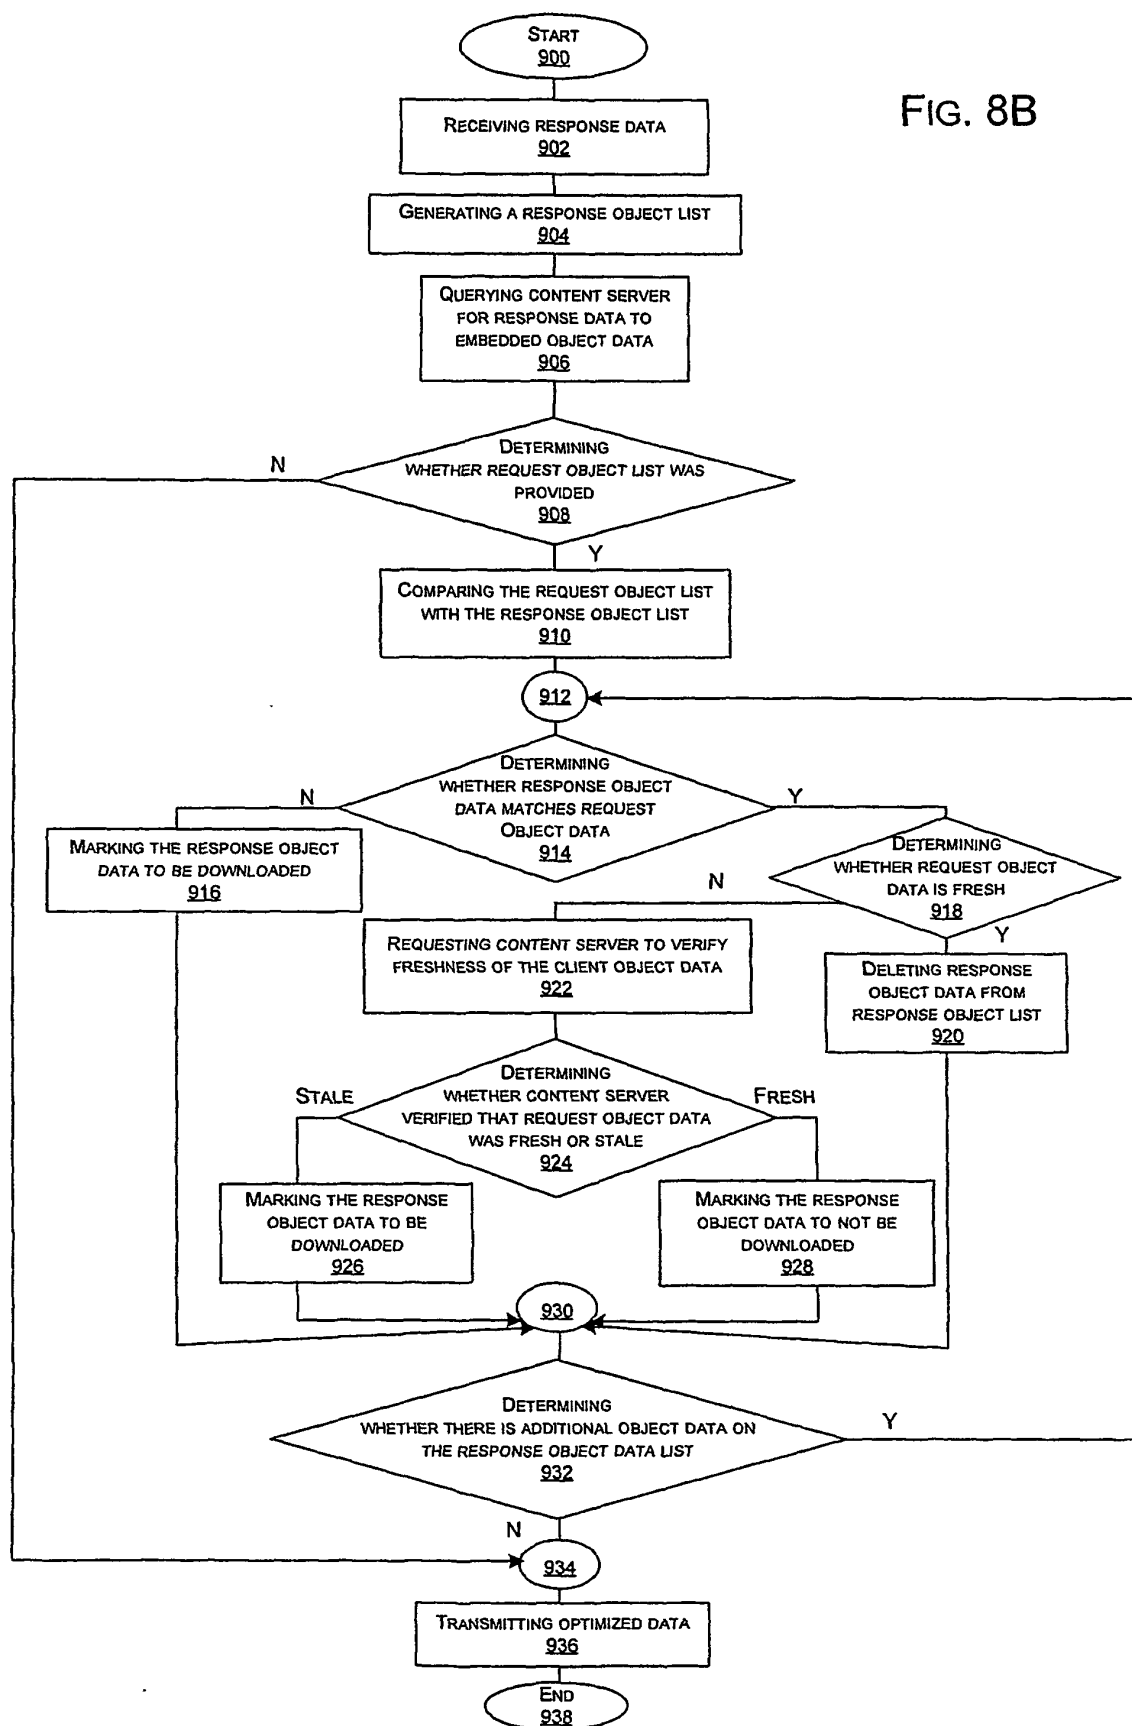 START
900
FIG. 8B
RECEIVING RESPONSE DATA
902
GENERATING A RESPONSE OBJECT LIST
904
QUERYING CONTENT SERVER
FOR RESPONSE DATA TO
EMBEDDED OBJECT DATA
906
DETERMINING
WHETHER REQUEST OBJECT LIST WAS
PROVIDED
908
N
Y
COMPARING THE REQUEST OBJECT LIST
WITH THE RESPONSE OBJECT LIST
910
912
DETERMINING
WHETHER RESPONSE OBJECT
DATA MATCHES REQUEST
OBJECT DATA
914
N
Y
MARKING THE RESPONSE OBJECT
DATA TO BE DOWNLOADED
916
DETERMINING
WHETHER REQUEST OBJECT
DATA IS FRESH
918
N
Y
REQUESTING CONTENT SERVER TO VERIFY
FRESHNESS OF THE CLIENT OBJECT DATA
922
DELETING RESPONSE
OBJECT DATA FROM
RESPONSE OBJECT LIST
920
DETERMINING
WHETHER CONTENT SERVER
VERIFIED THAT REQUEST OBJECT DATA
WAS FRESH OR STALE
924
STALE
FRESH
MARKING THE RESPONSE
OBJECT DATA TO BE
DOWNLOADED
926
MARKING THE RESPONSE
OBJECT DATA TO NOT BE
DOWNLOADED
928
930
DETERMINING
WHETHER THERE IS ADDITIONAL OBJECT DATA ON
THE RESPONSE OBJECT DATA LIST
932
Y
N
934
TRANSMITTING OPTIMIZED DATA
936
END
938